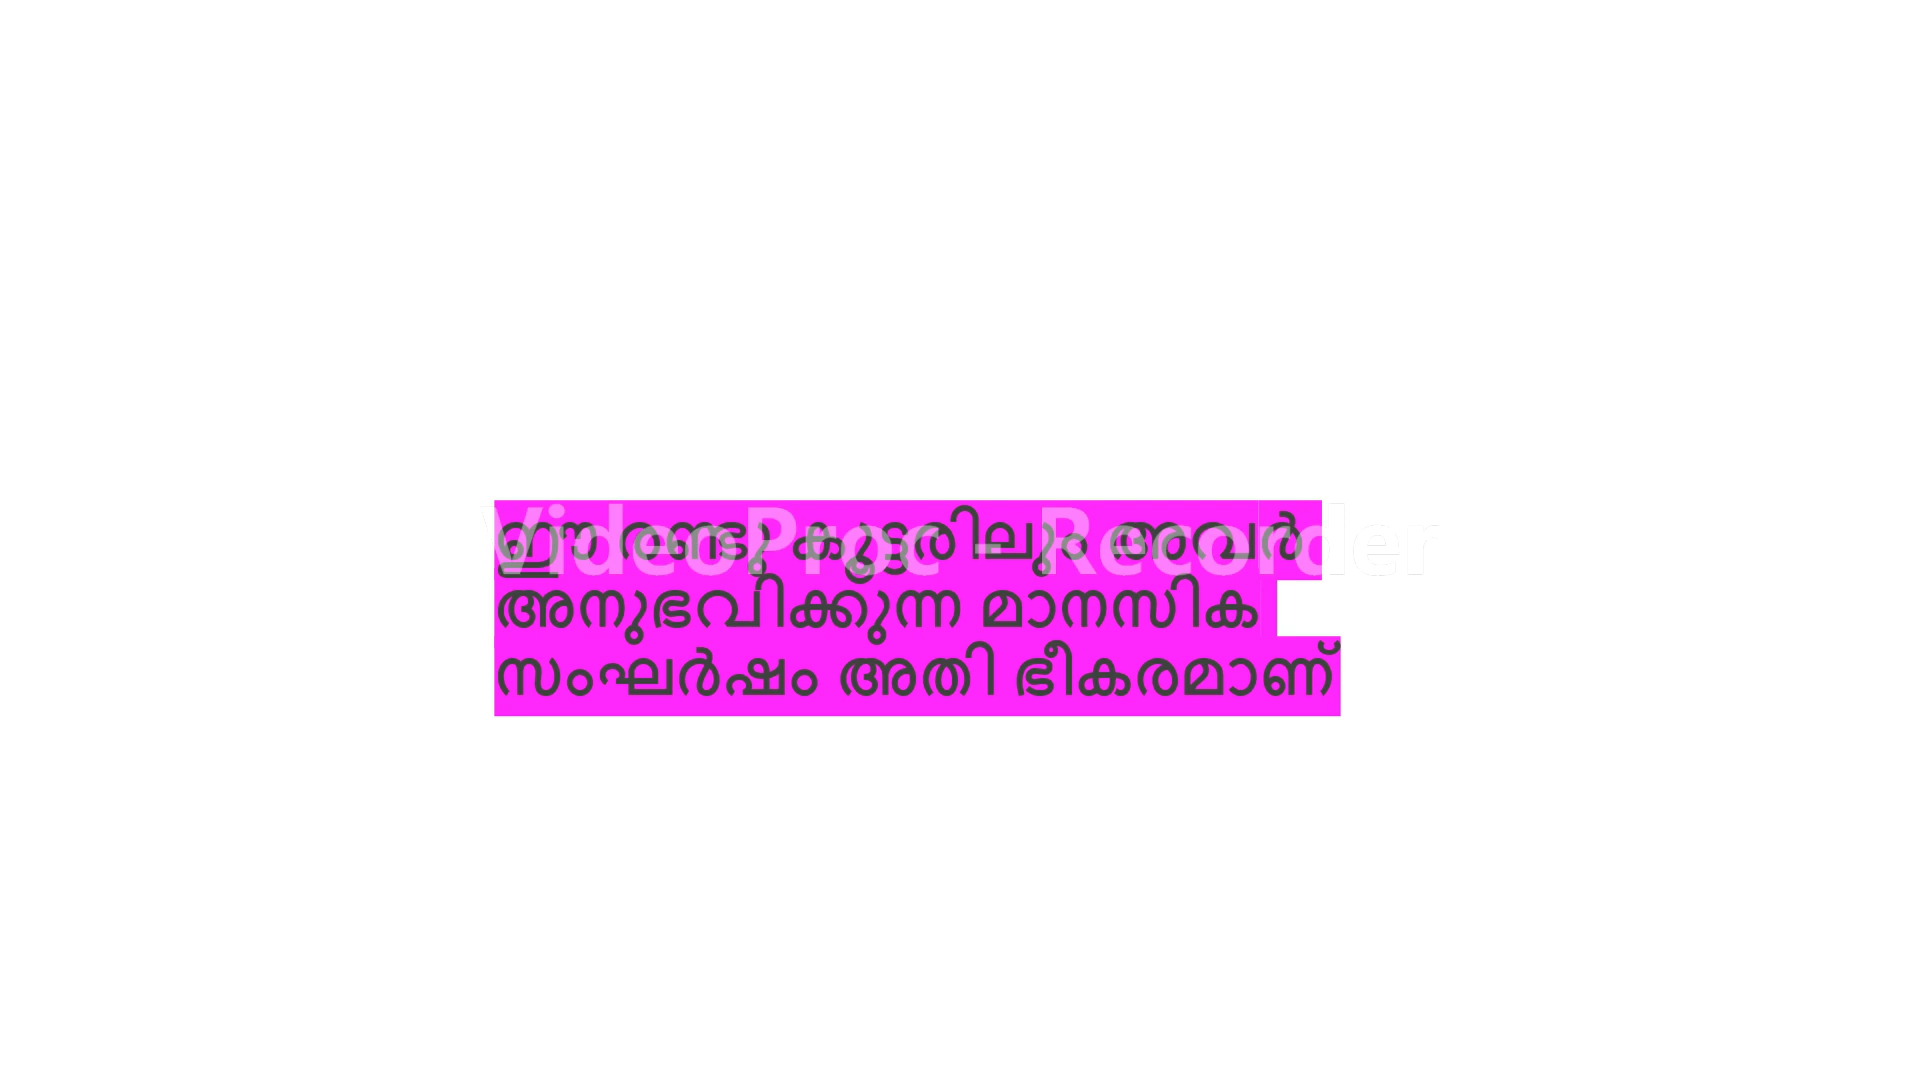 ഈ രണ്ടു കൂട്ടരിലും അവർ
അനുഭവിക്കുന്ന മാനസിക
സംഘർഷം അതി ഭീകരമാണ്
VideoProc - Recorder